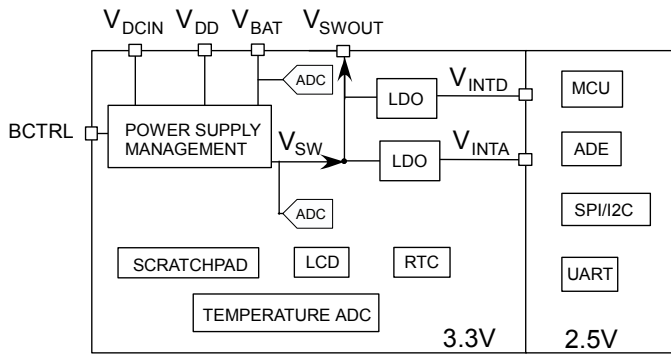 VDCIN VDD VBAT VSWOUT
ADC
LDO VINTD MCU
BCTRL POWER SUPPLY MANAGEMENT VSW
LDO VINTA ADE
ADC SPI/I2C
SCRATCHPAD LCD RTC UART
TEMPERATURE ADC
3.3V 2.5V